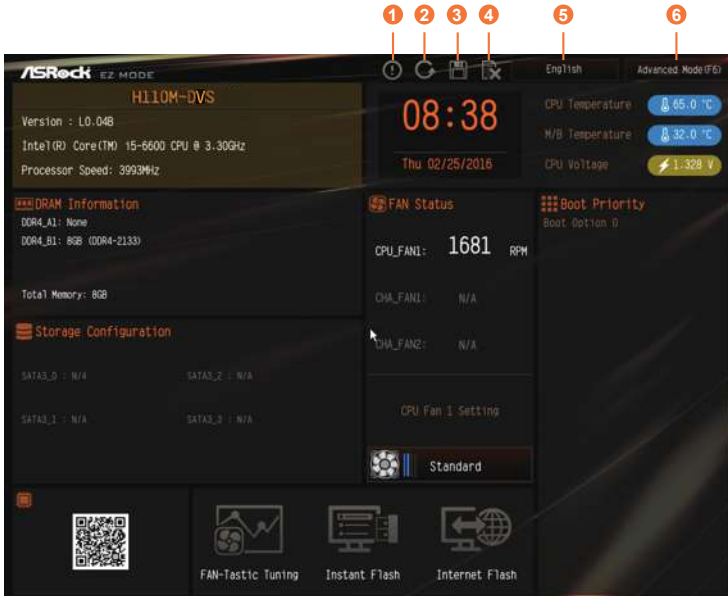 1 2 3 4 5 6
ASRock EZ MODE
English
Advanced Mode(F6)
H110M-DVS
Version : L0.04B
Intel(R) Core(TM) i5-6600 CPU @ 3.30GHz
Processor Speed: 3993MHz
08:38
Thu 02/25/2016
CPU Temperature 65.0 °C
M/B Temperature 32.0 °C
CPU Voltage 1.328 V
DRAM Information
DDR4_A1: None
DDR4_B1: 8GB (DDR4-2133)
Total Memory: 8GB
FAN Status
CPU_FAN1: 1681 RPM
CHA_FAN1: N/A
CHA_FAN2: N/A
Boot Priority
Boot Option 0
Storage Configuration
SATA3_0 : N/A SATA3_2 : N/A
SATA3_1 : N/A SATA3_3 : N/A
CPU Fan 1 Setting
Standard
FAN-Tastic Tuning
Instant Flash
Internet Flash